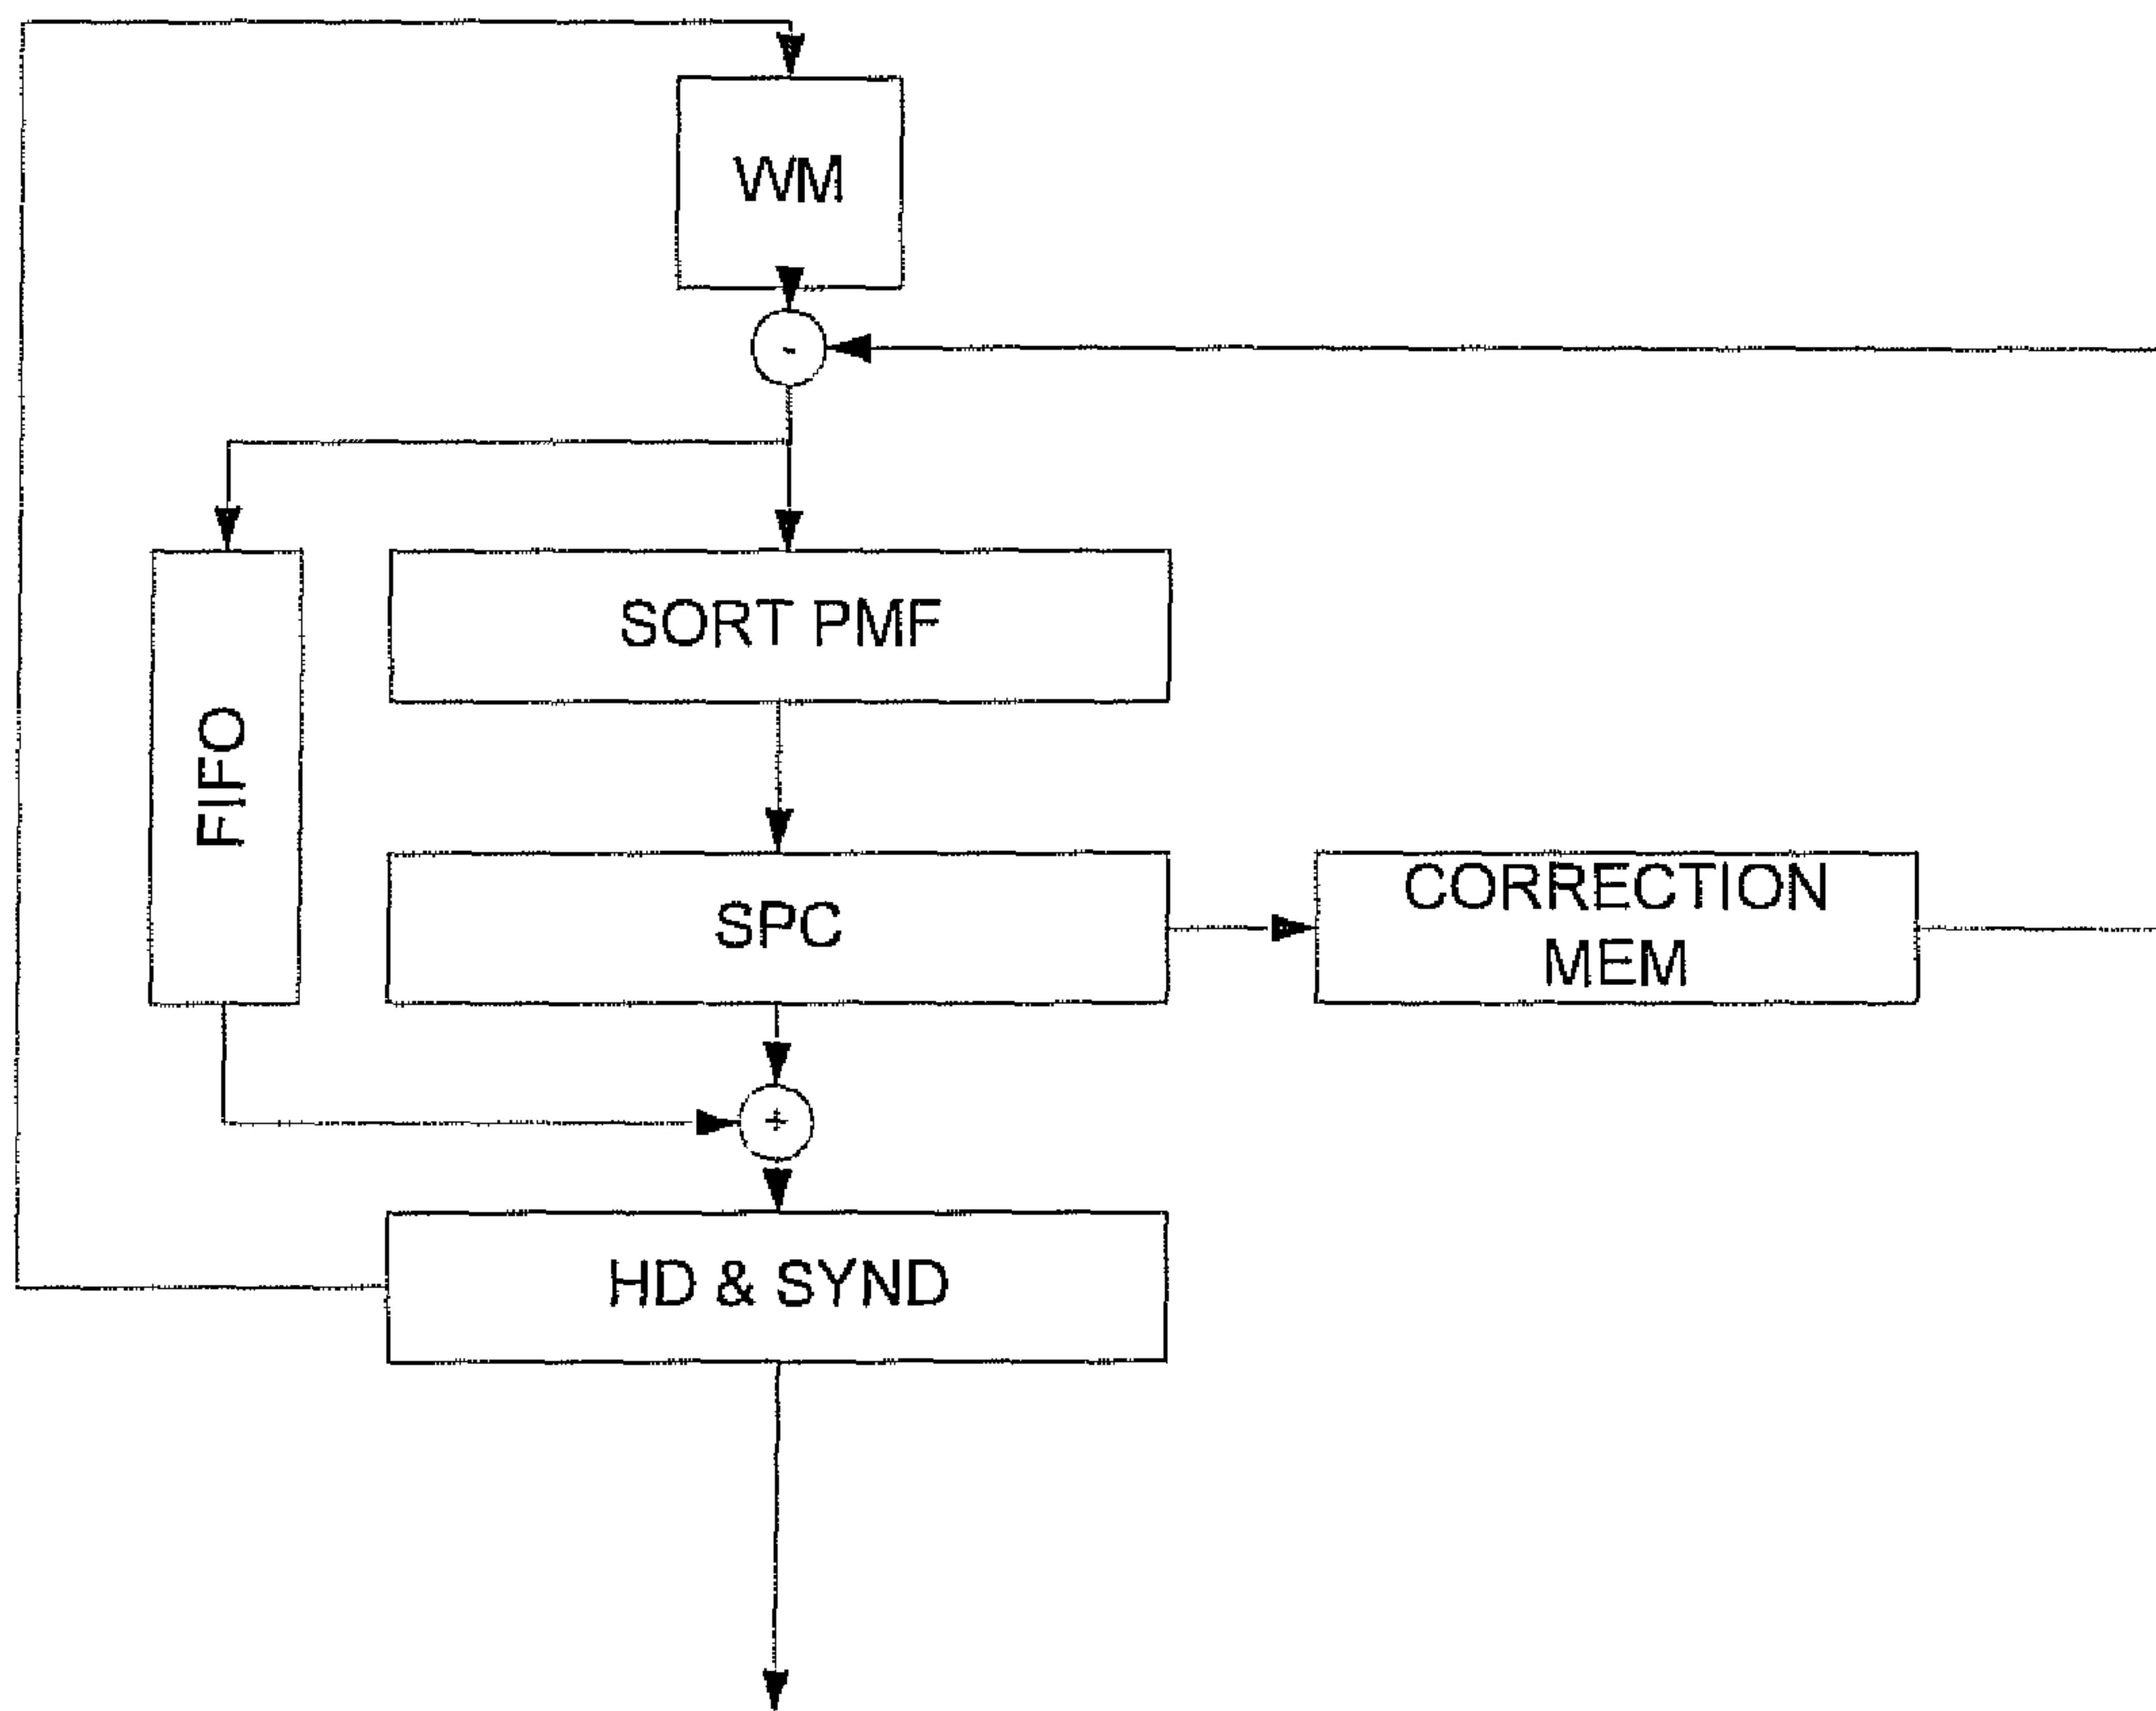 WM
-
SORT PMF
FIFO
SPC
CORRECTION
MEM
+
HD & SYND